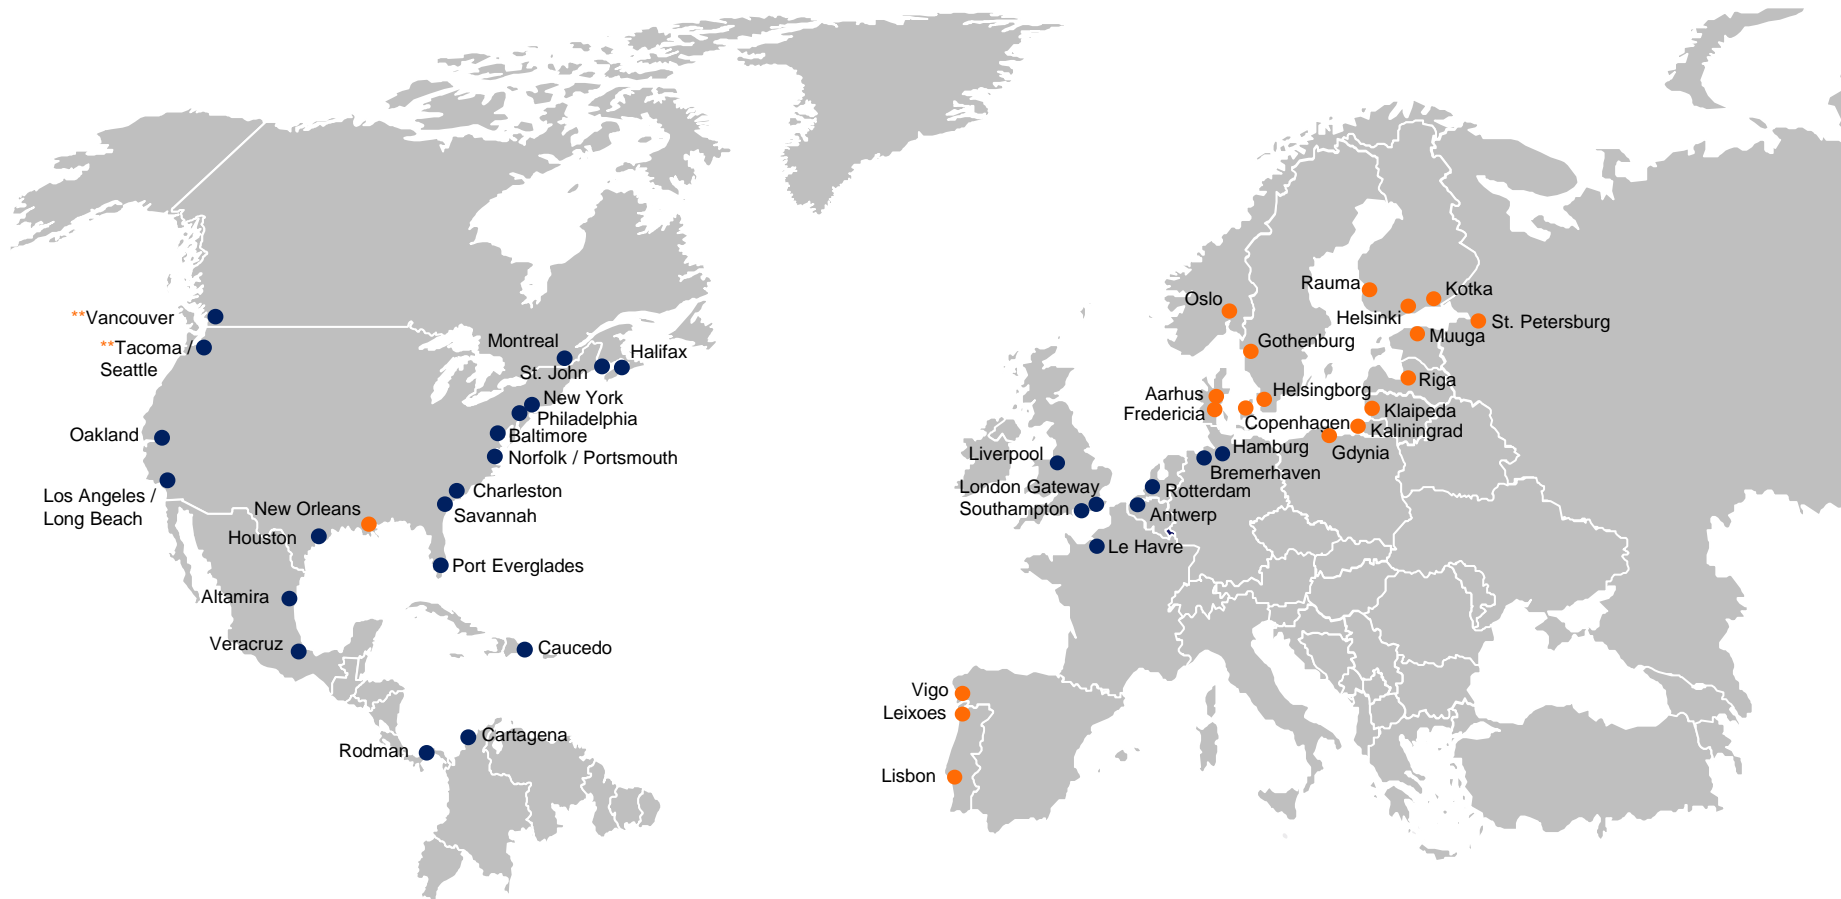 **Vancouver
**Tacoma /
Seattle
Oakland
Los Angeles /
Long Beach
New Orleans
Houston
Altamira
Veracruz
Rodman
Cartagena
Caucedo
Port Everglades
Savannah
Charleston
Norfolk / Portsmouth
Baltimore
Philadelphia
New York
Montreal
St. John
Halifax
Oslo
Rauma
Kotka
Helsinki
St. Petersburg
Muuga
Gothenburg
Riga
Aarhus
Helsingborg
Fredericia
Copenhagen
Klaipeda
Kaliningrad
Gdynia
Hamburg
Bremerhaven
Liverpool
London Gateway
Southampton
Rotterdam
Antwerp
Le Havre
Vigo
Leixoes
Lisbon